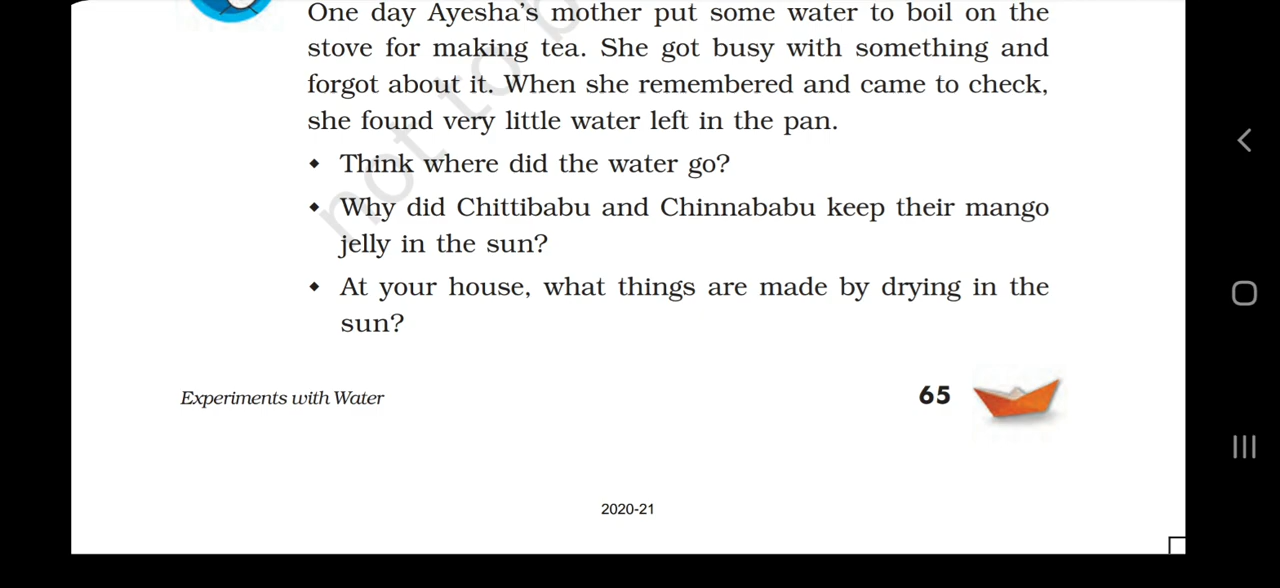 One day Ayesha's mother put some water to boil on the
stove for making tea. She got busy with something and
forgot about it. When she remembered and came to check,
she found very little water left in the pan.
◆ Think where did the water go?
◆ Why did Chittibabu and Chinnababu keep their mango
jelly in the sun?
◆ At your house, what things are made by drying in the
sun?
Experiments with Water
65
2020-21
not to b